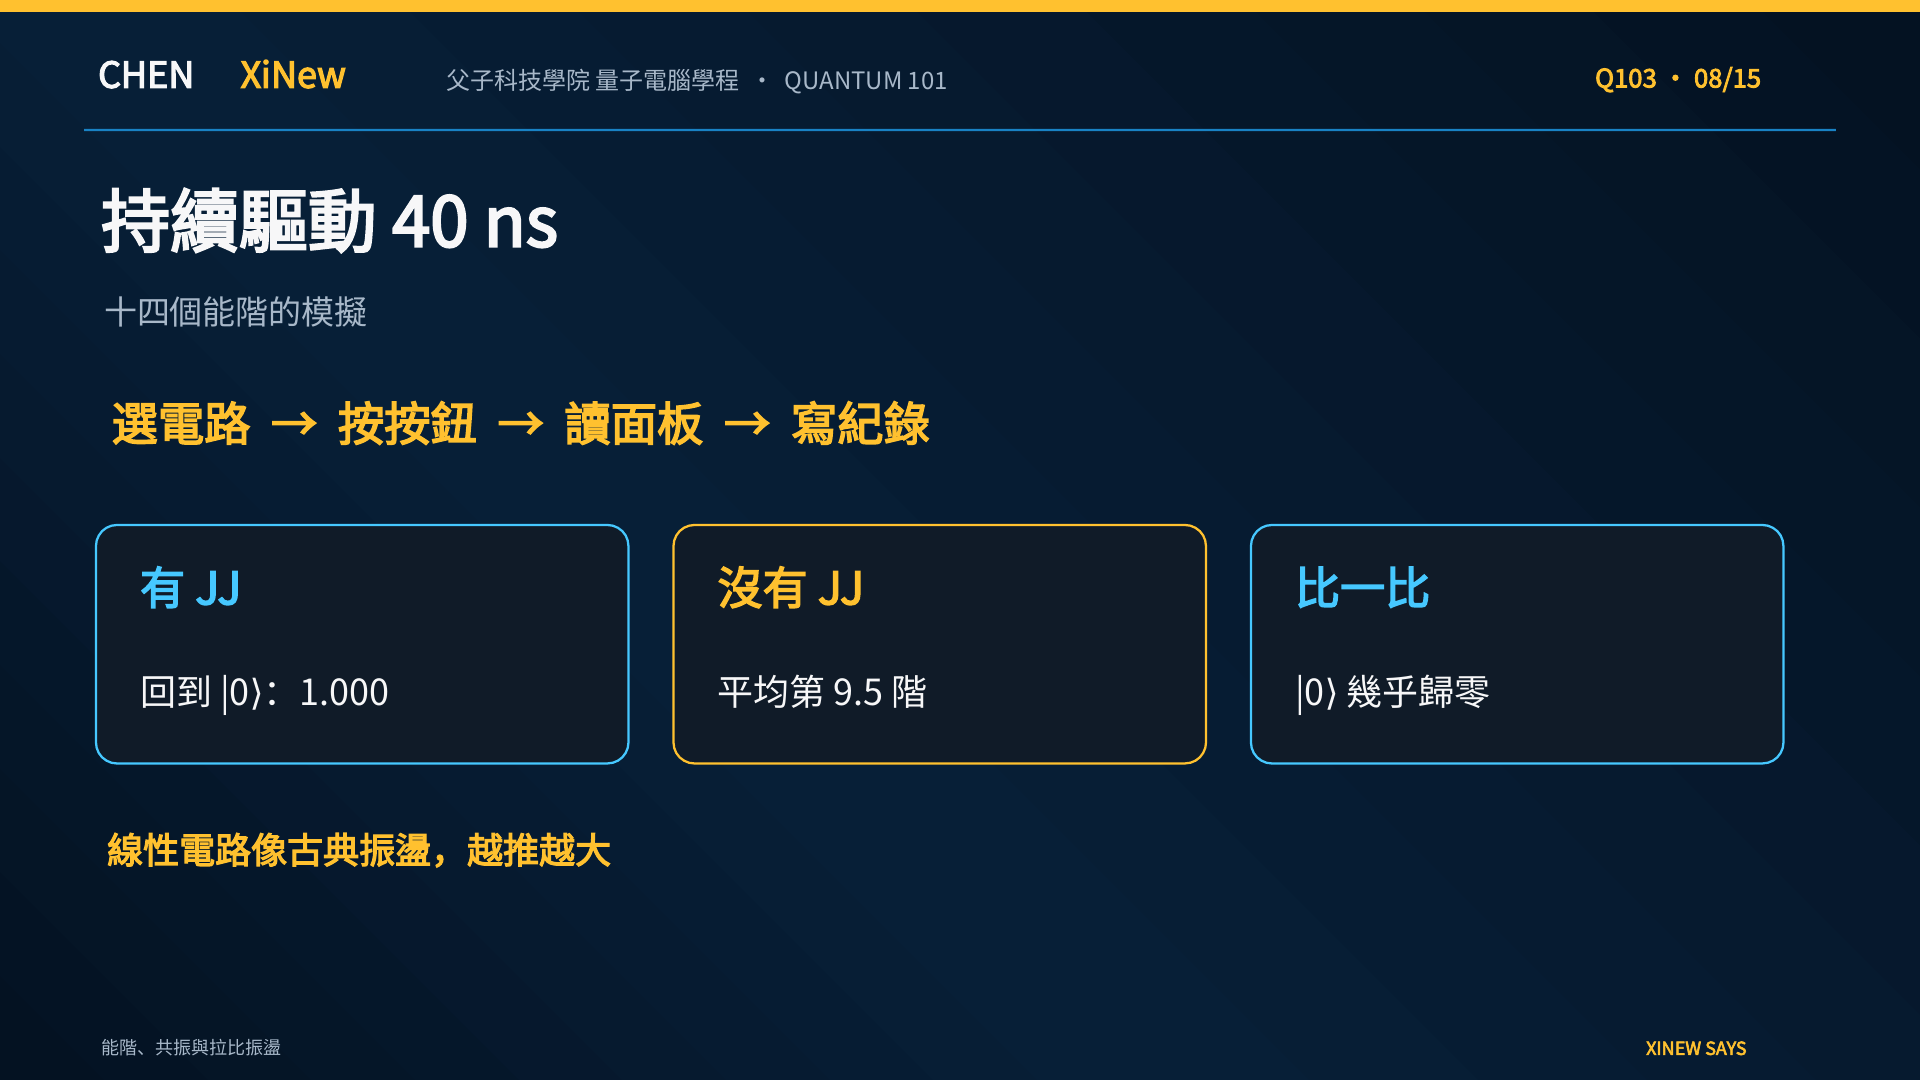 CHEN XiNew 父子科技學院 量子電腦學程 · QUANTUM 101 Q103 · 08/15
持續驅動 40 ns
十四個能階的模擬
選電路 → 按按鈕 → 讀面板 → 寫紀錄
有 JJ
回到 |0⟩：1.000
沒有 JJ
平均第 9.5 階
比一比
|0⟩ 幾乎歸零
線性電路像古典振盪，越推越大
能階、共振與拉比振盪
XINEW SAYS